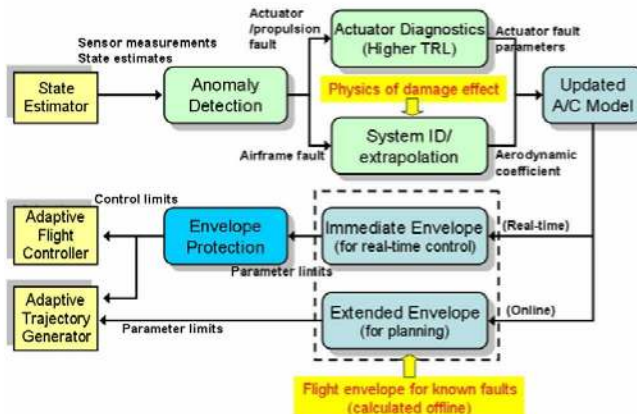 Actuator
/propulsion
fault
Actuator Diagnostics
(Higher TRL)
Actuator fault
parameters
Sensor measurements
State estimates
State
Estimator
Anomaly
Detection
Physics of damage effect
Updated
A/C Model
Airframe fault
System ID/
extrapolation
Aerodynamic
coefficient
Control limits
Adaptive
Flight
Controller
Envelope
Protection
Immediate Envelope
(for real-time control)
(Real-time)
Parameter limits
Adaptive
Trajectory
Generator
Parameter limits
Extended Envelope
(for planning)
(Online)
Flight envelope for known faults
(calculated offline)